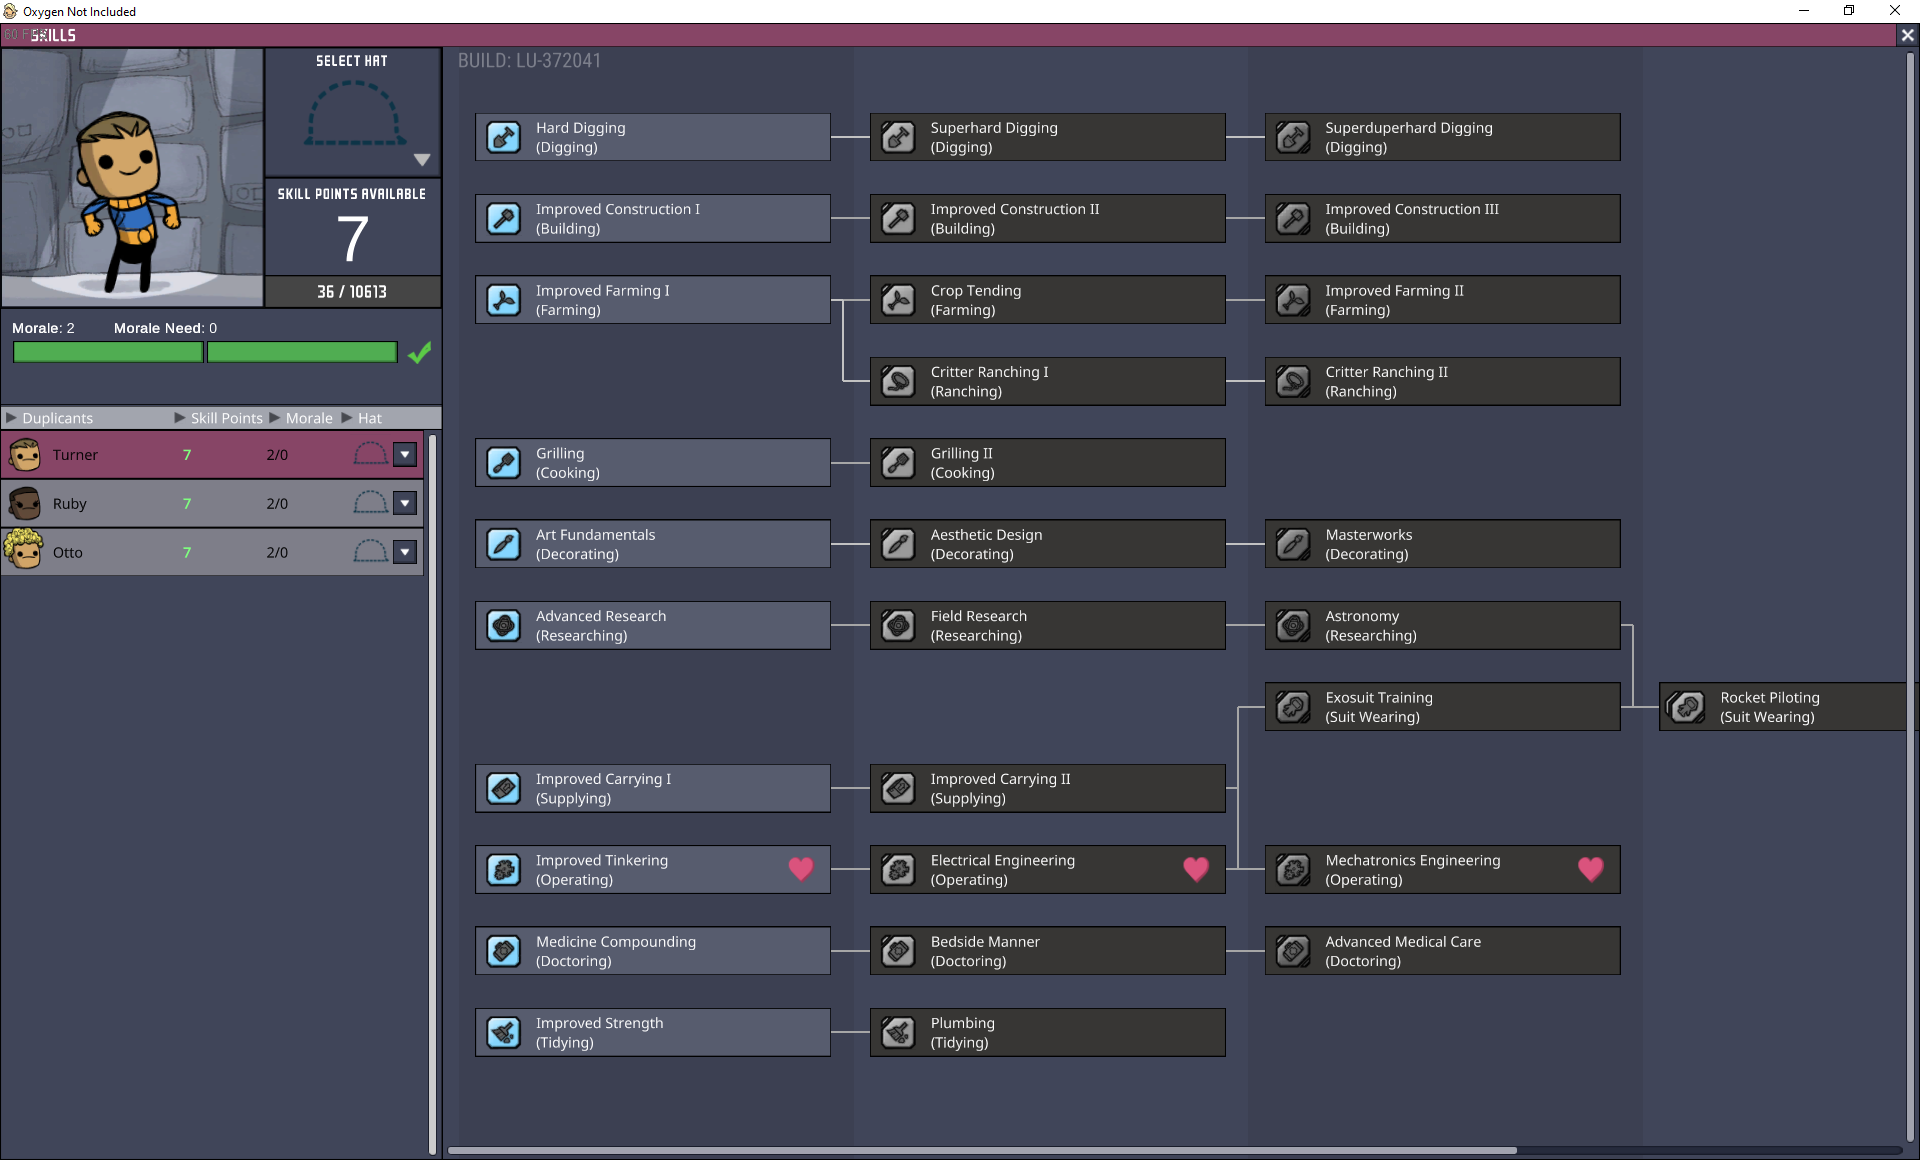 Oxygen Not Included
60 FPS
SKILLS
SELECT HAT
SKILL POINTS AVAILABLE
7
36 / 10613
Morale: 2 Morale Need: 0
Duplicants Skill Points Morale Hat
Turner 7 2/0
Ruby 7 2/0
Otto 7 2/0
BUILD: LU-372041
Hard Digging
(Digging)
Superhard Digging
(Digging)
Superduperhard Digging
(Digging)
Improved Construction I
(Building)
Improved Construction II
(Building)
Improved Construction III
(Building)
Improved Farming I
(Farming)
Crop Tending
(Farming)
Improved Farming II
(Farming)
Critter Ranching I
(Ranching)
Critter Ranching II
(Ranching)
Grilling
(Cooking)
Grilling II
(Cooking)
Art Fundamentals
(Decorating)
Aesthetic Design
(Decorating)
Masterworks
(Decorating)
Advanced Research
(Researching)
Field Research
(Researching)
Astronomy
(Researching)
Exosuit Training
(Suit Wearing)
Rocket Piloting
(Suit Wearing)
Improved Carrying I
(Supplying)
Improved Carrying II
(Supplying)
Improved Tinkering
(Operating)
Electrical Engineering
(Operating)
Mechatronics Engineering
(Operating)
Medicine Compounding
(Doctoring)
Bedside Manner
(Doctoring)
Advanced Medical Care
(Doctoring)
Improved Strength
(Tidying)
Plumbing
(Tidying)